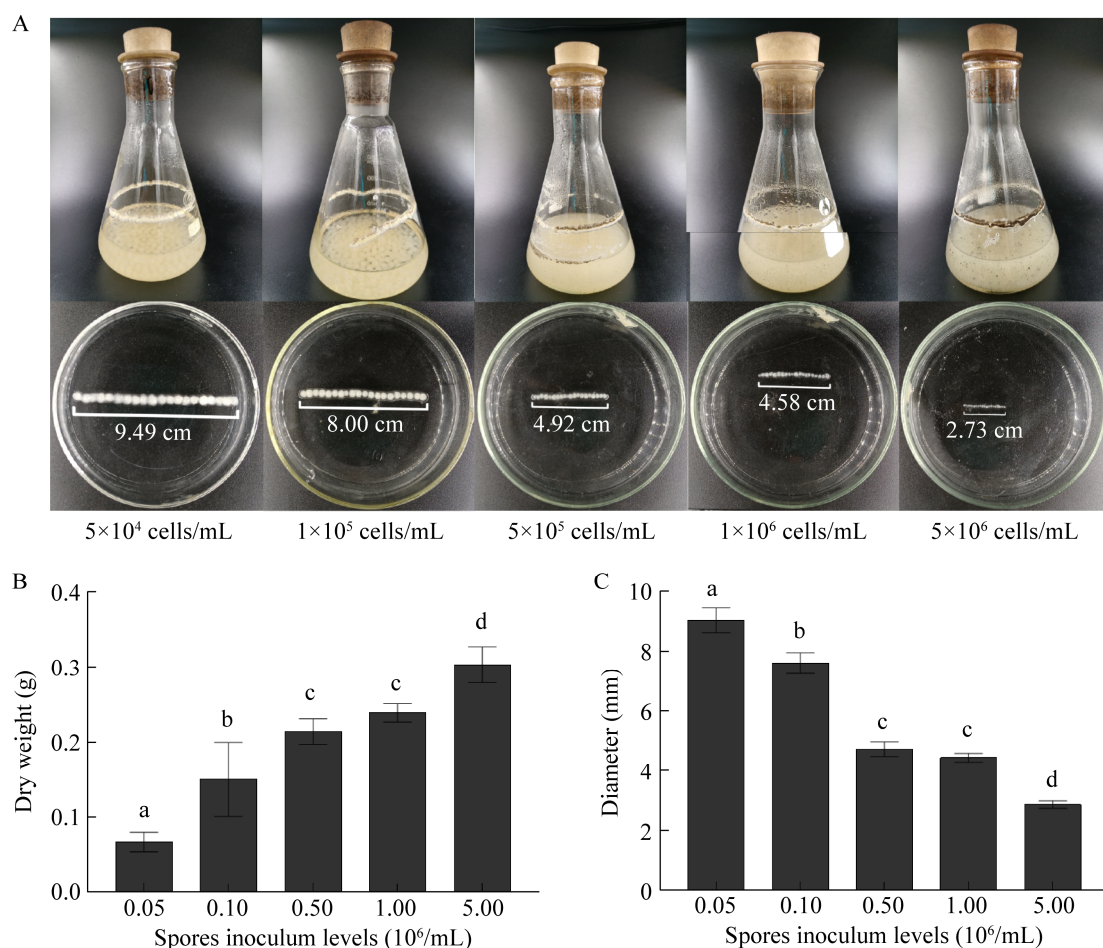 A
9.49 cm
8.00 cm
4.92 cm
4.58 cm
2.73 cm
5×10⁴ cells/mL
1×10⁵ cells/mL
5×10⁵ cells/mL
1×10⁶ cells/mL
5×10⁶ cells/mL
B
Dry weight (g)
0.4
0.3
0.2
0.1
0.0
a
b
c
c
d
0.05
0.10
0.50
1.00
5.00
Spores inoculum levels (10⁶/mL)
C
Diameter (mm)
10
8
6
4
2
0
a
b
c
c
d
0.05
0.10
0.50
1.00
5.00
Spores inoculum levels (10⁶/mL)